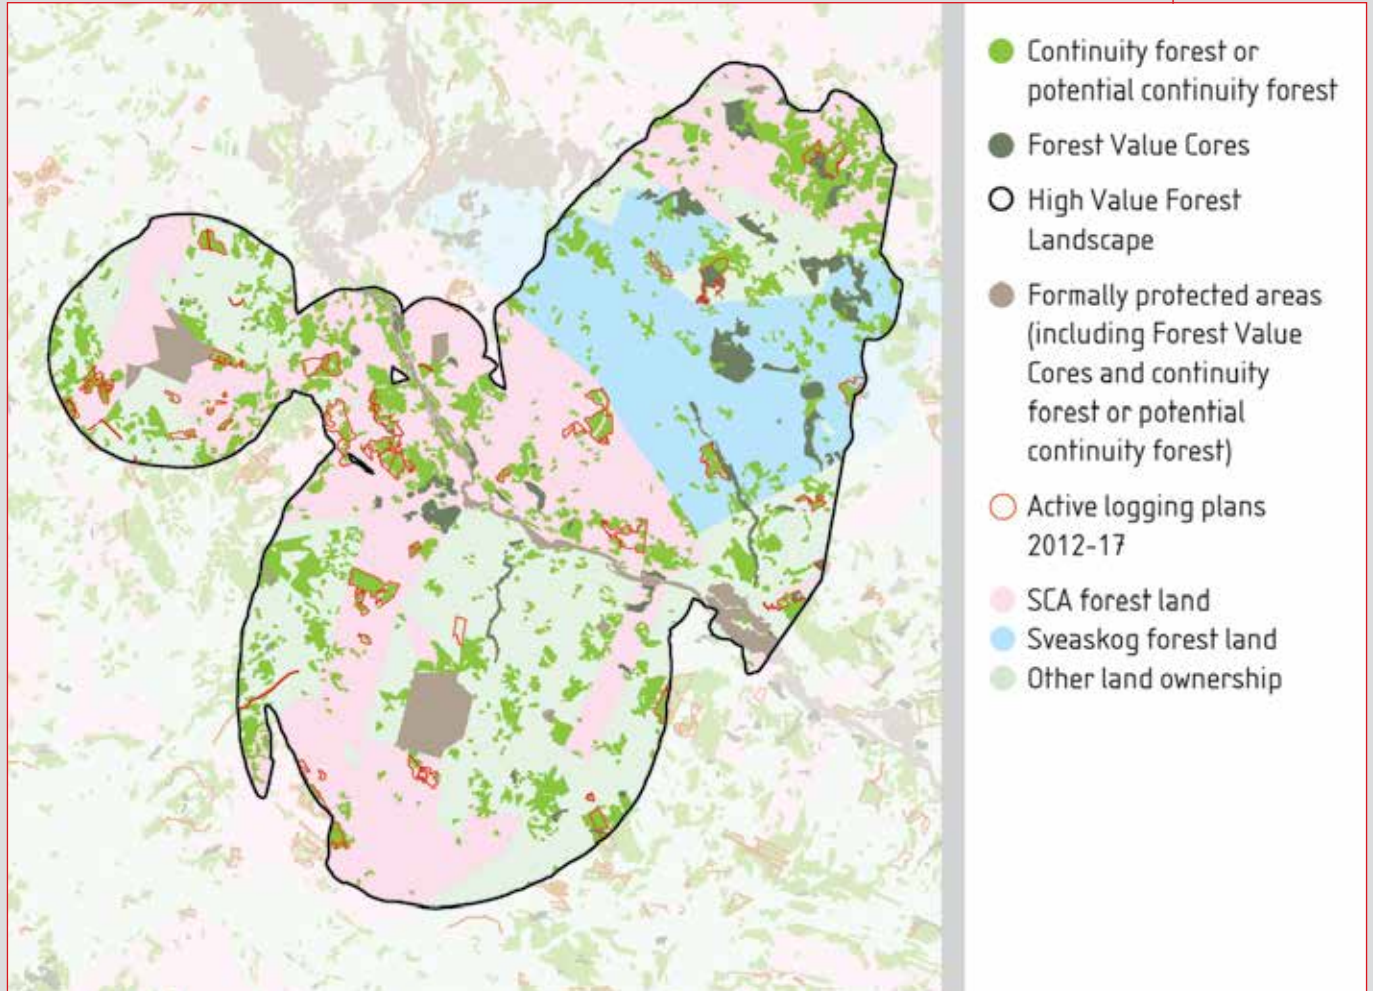 Continuity forest or
potential continuity forest
Forest Value Cores
High Value Forest
Landscape
Formally protected areas
(including Forest Value
Cores and continuity
forest or potential
continuity forest)
Active logging plans
2012-17
SCA forest land
Sveaskog forest land
Other land ownership